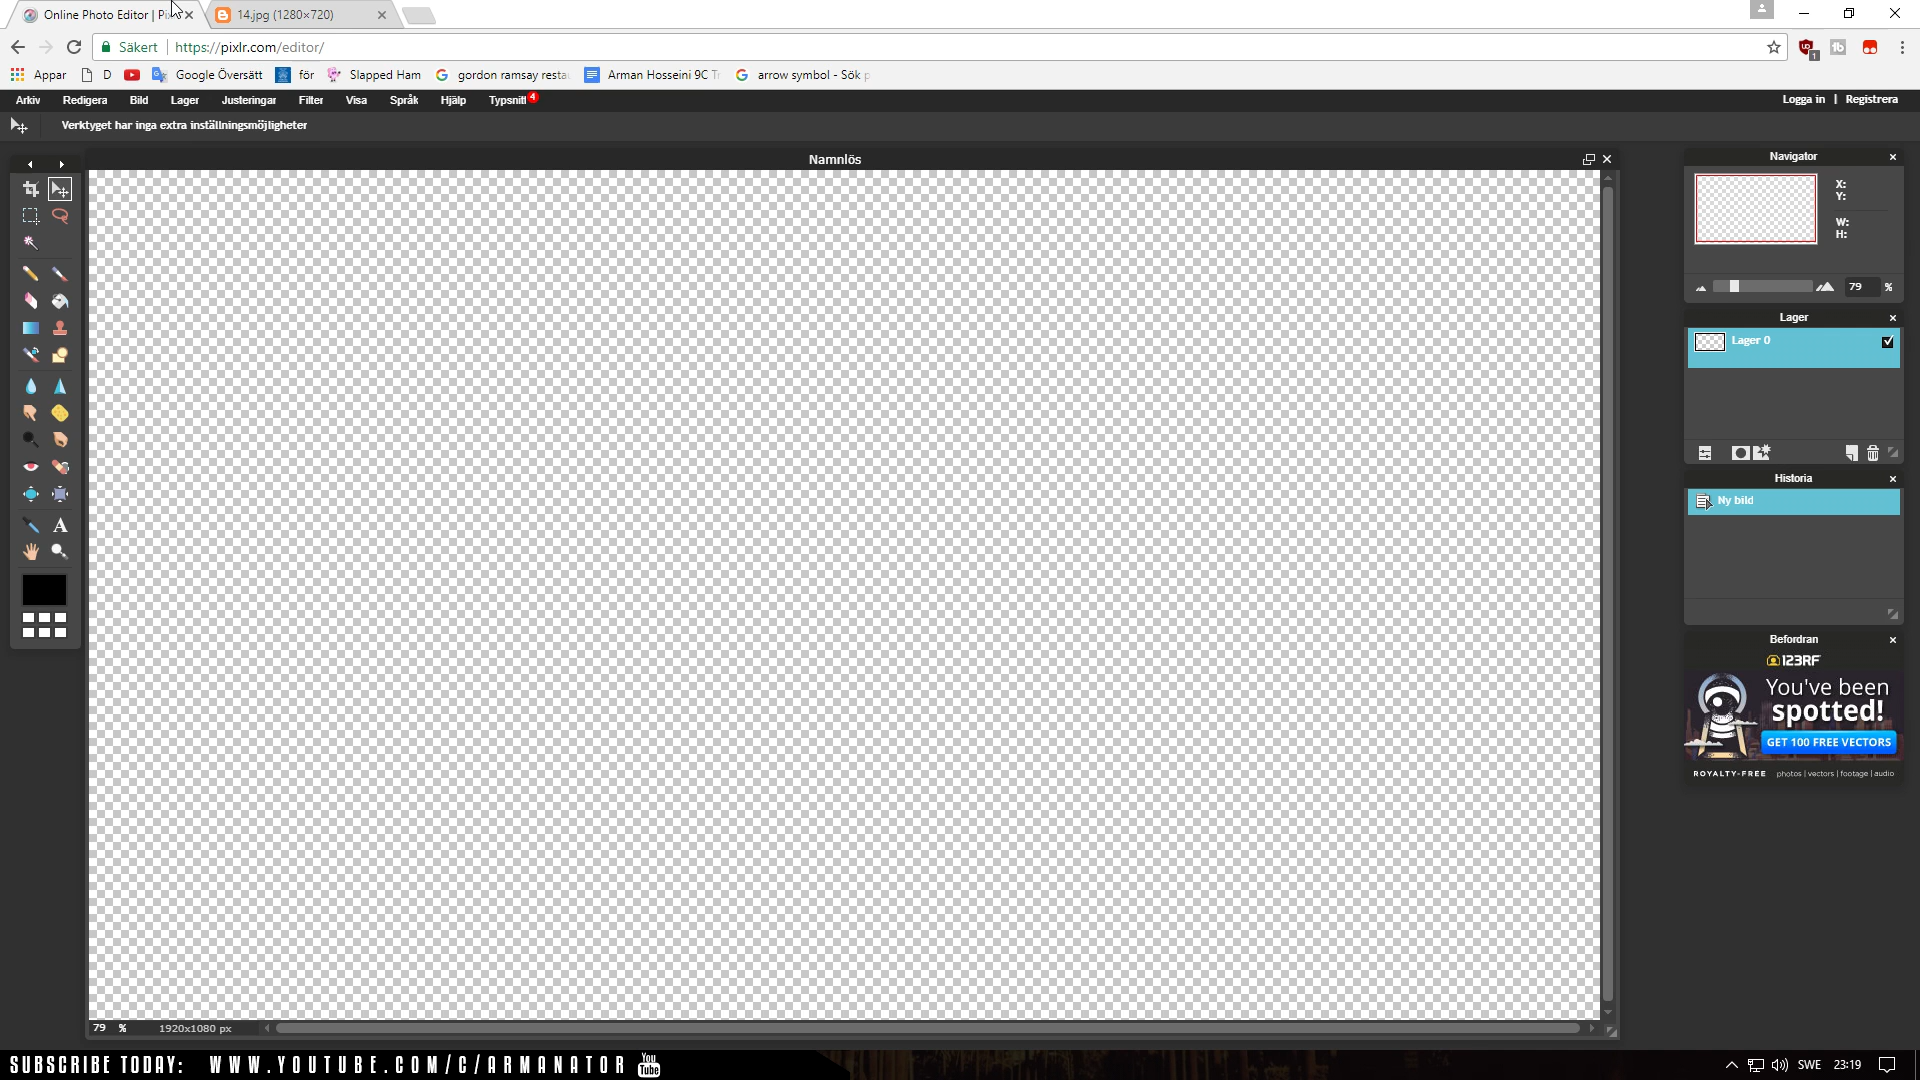 Online Photo Editor | Pi
14.jpg (1280×720)
Säkert
https://pixlr.com/editor/
1
Appar
D
Google Översätt
för
Slapped Ham
gordon ramsay resta
Arman Hosseini 9C T
arrow symbol - Sök p
Arkiv
Redigera
Bild
Lager
Justeringar
Filter
Visa
Språk
Hjälp
Typsnitt
4
Logga in | Registrera
Verktyget har inga extra inställningsmöjligheter
Namnlös
Navigator
X:
Y:
W:
H:
79 %
Lager
Lager 0
Historia
Ny bild
Befordran
123RF
You've been
spotted!
GET 100 FREE VECTORS
ROYALTY-FREE photos | vectors | footage | audio
A
79 %
1920x1080 px
SUBSCRIBE TODAY: WWW.YOUTUBE.COM/C/ARMANATOR
You
Tube
SWE
23:19